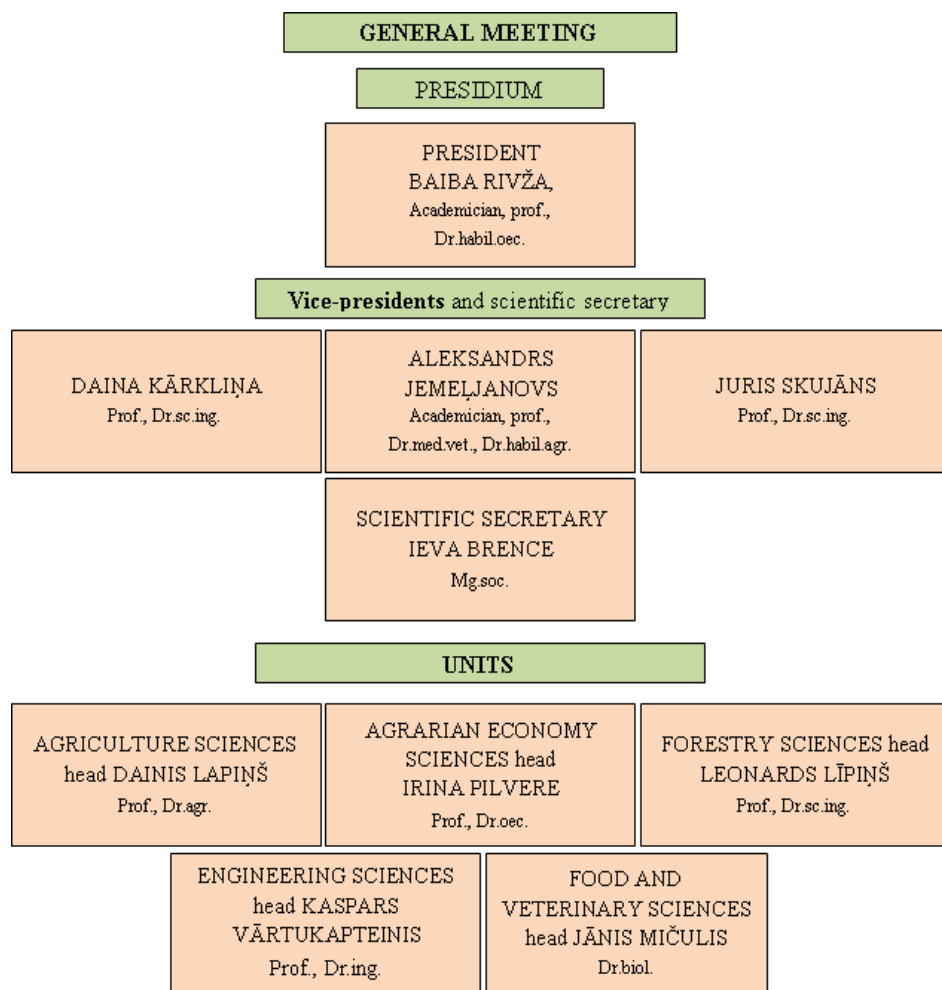 GENERAL MEETING
PRESIDIUM
PRESIDENT
BAIBA RIVŽA,
Academician, prof.,
Dr.habil.oec.
Vice-presidents and scientific secretary
DAINA KĀRKLIŅA
Prof., Dr.sc.ing.
ALEKSANDRS
JEMEĻJANOVS
Academician, prof.,
Dr.med.vet., Dr.habil.agr.
JURIS SKUJĀNS
Prof., Dr.sc.ing.
SCIENTIFIC SECRETARY
IEVA BRENCE
Mg.soc.
UNITS
AGRICULTURE SCIENCES
head DAINIS LAPIŅŠ
Prof., Dr.agr.
AGRARIAN ECONOMY
SCIENCES head
IRINA PILVERE
Prof., Dr.oec.
FORESTRY SCIENCES head
LEONARDS LĪPIŅŠ
Prof., Dr.sc.ing.
ENGINEERING SCIENCES
head KASPARS
VĀRTUKAPTEINIS
Prof., Dr.ing.
FOOD AND
VETERINARY SCIENCES
head JĀNIS MIČULIS
Dr.biol.